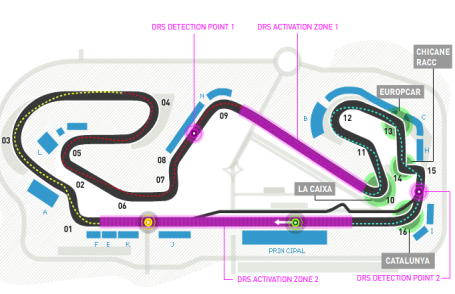 DRS DETECTION POINT 1
DRS ACTIVATION ZONE 1
CHICANE
RACC
EUROPCAR
04
N
09
12
B
C
13
03
L
05
08
11
H
15
14
02
07
LA CAIXA
10
A
06
01
I
16
F E K
J
PRINCIPAL
CATALUNYA
DRS ACTIVATION ZONE 2
DRS DETECTION POINT 2